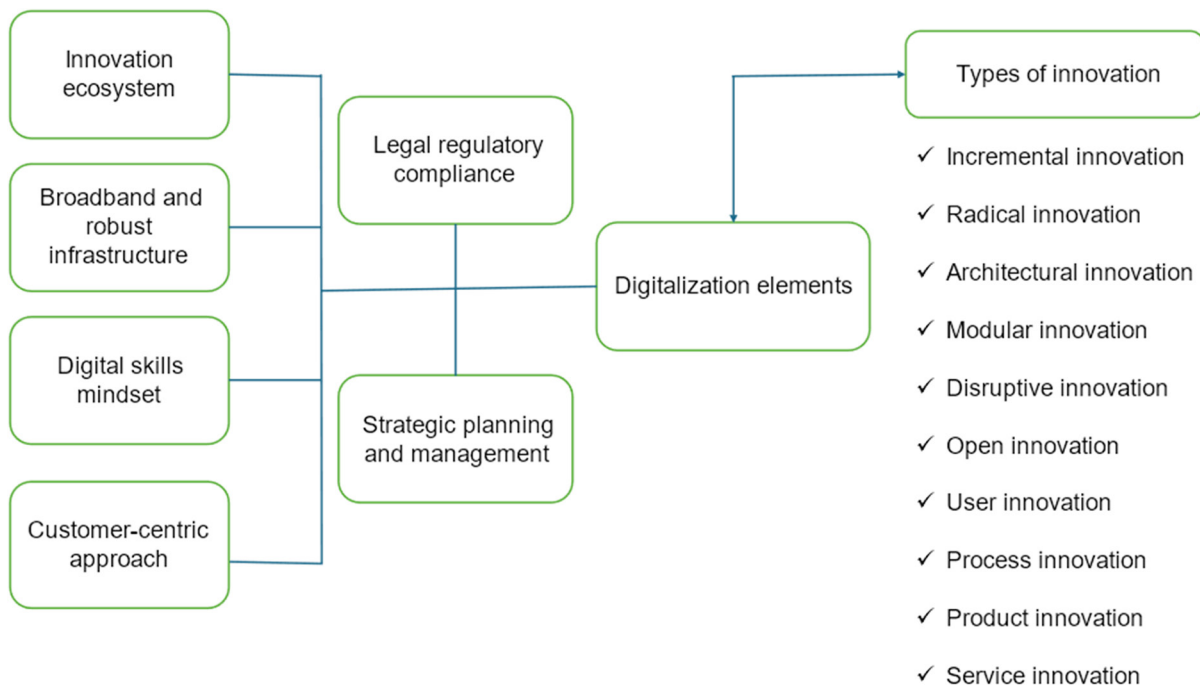 Innovation
ecosystem
Broadband and
robust
infrastructure
Digital skills
mindset
Customer-centric
approach
Legal regulatory
compliance
Strategic planning
and management
Digitalization elements
Types of innovation
✓ Incremental innovation
✓ Radical innovation
✓ Architectural innovation
✓ Modular innovation
✓ Disruptive innovation
✓ Open innovation
✓ User innovation
✓ Process innovation
✓ Product innovation
✓ Service innovation